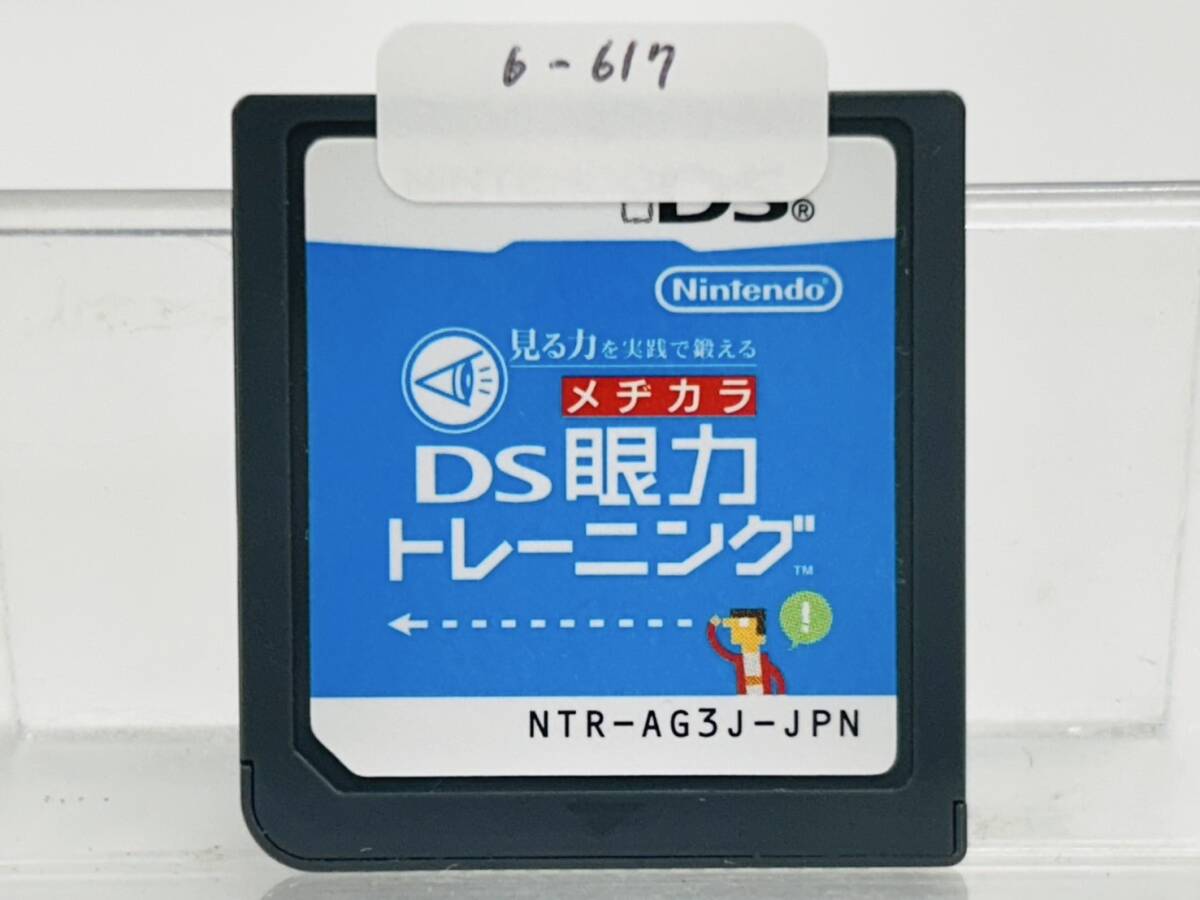 6-617
DS®
Nintendo®
見る力を実践で鍛える
メヂカラ
DS眼力
トレーニング™
!
NTR-AG3J-JPN